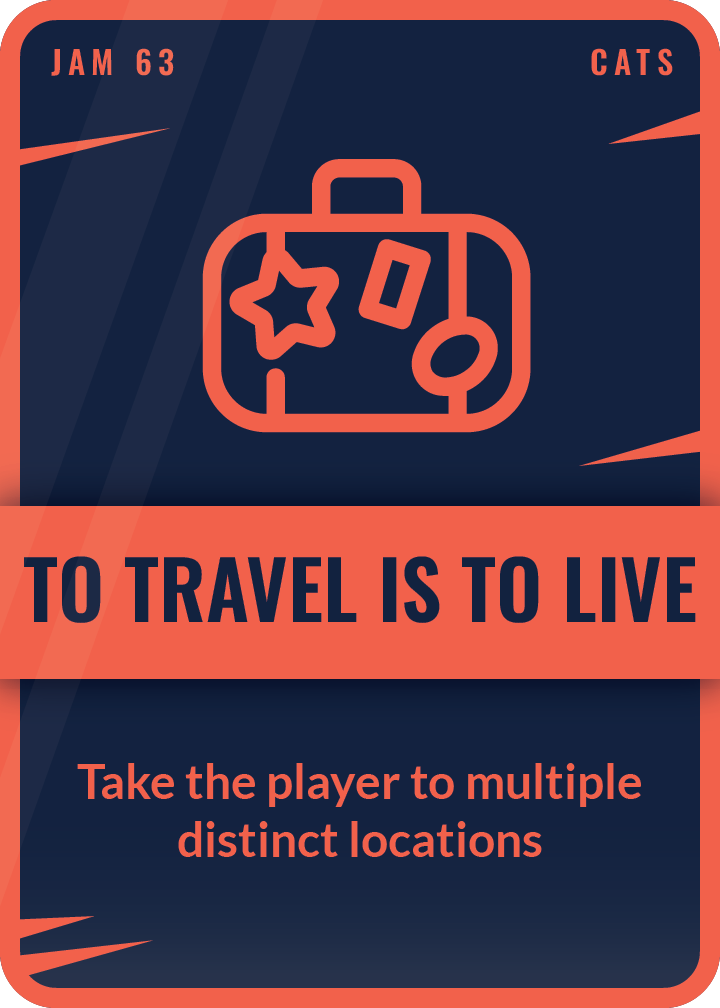 JAM 63
CATS
TO TRAVEL IS TO LIVE
Take the player to multiple
distinct locations